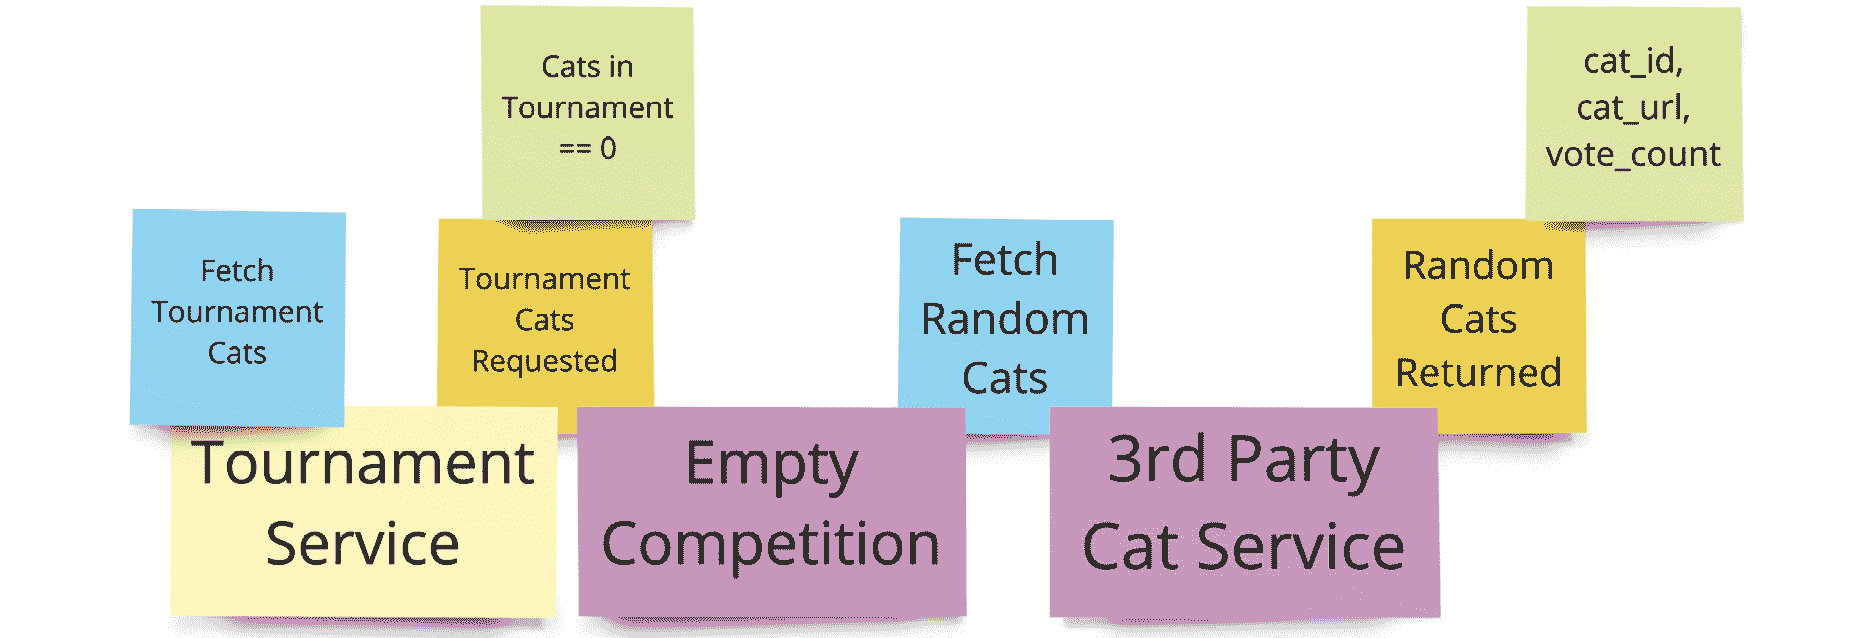 Cats in
Tournament
== 0
cat_id,
cat_url,
vote_count
Fetch
Tournament
Cats
Tournament
Cats
Requested
Fetch
Random
Cats
Random
Cats
Returned
Tournament
Service
Empty
Competition
3rd Party
Cat Service